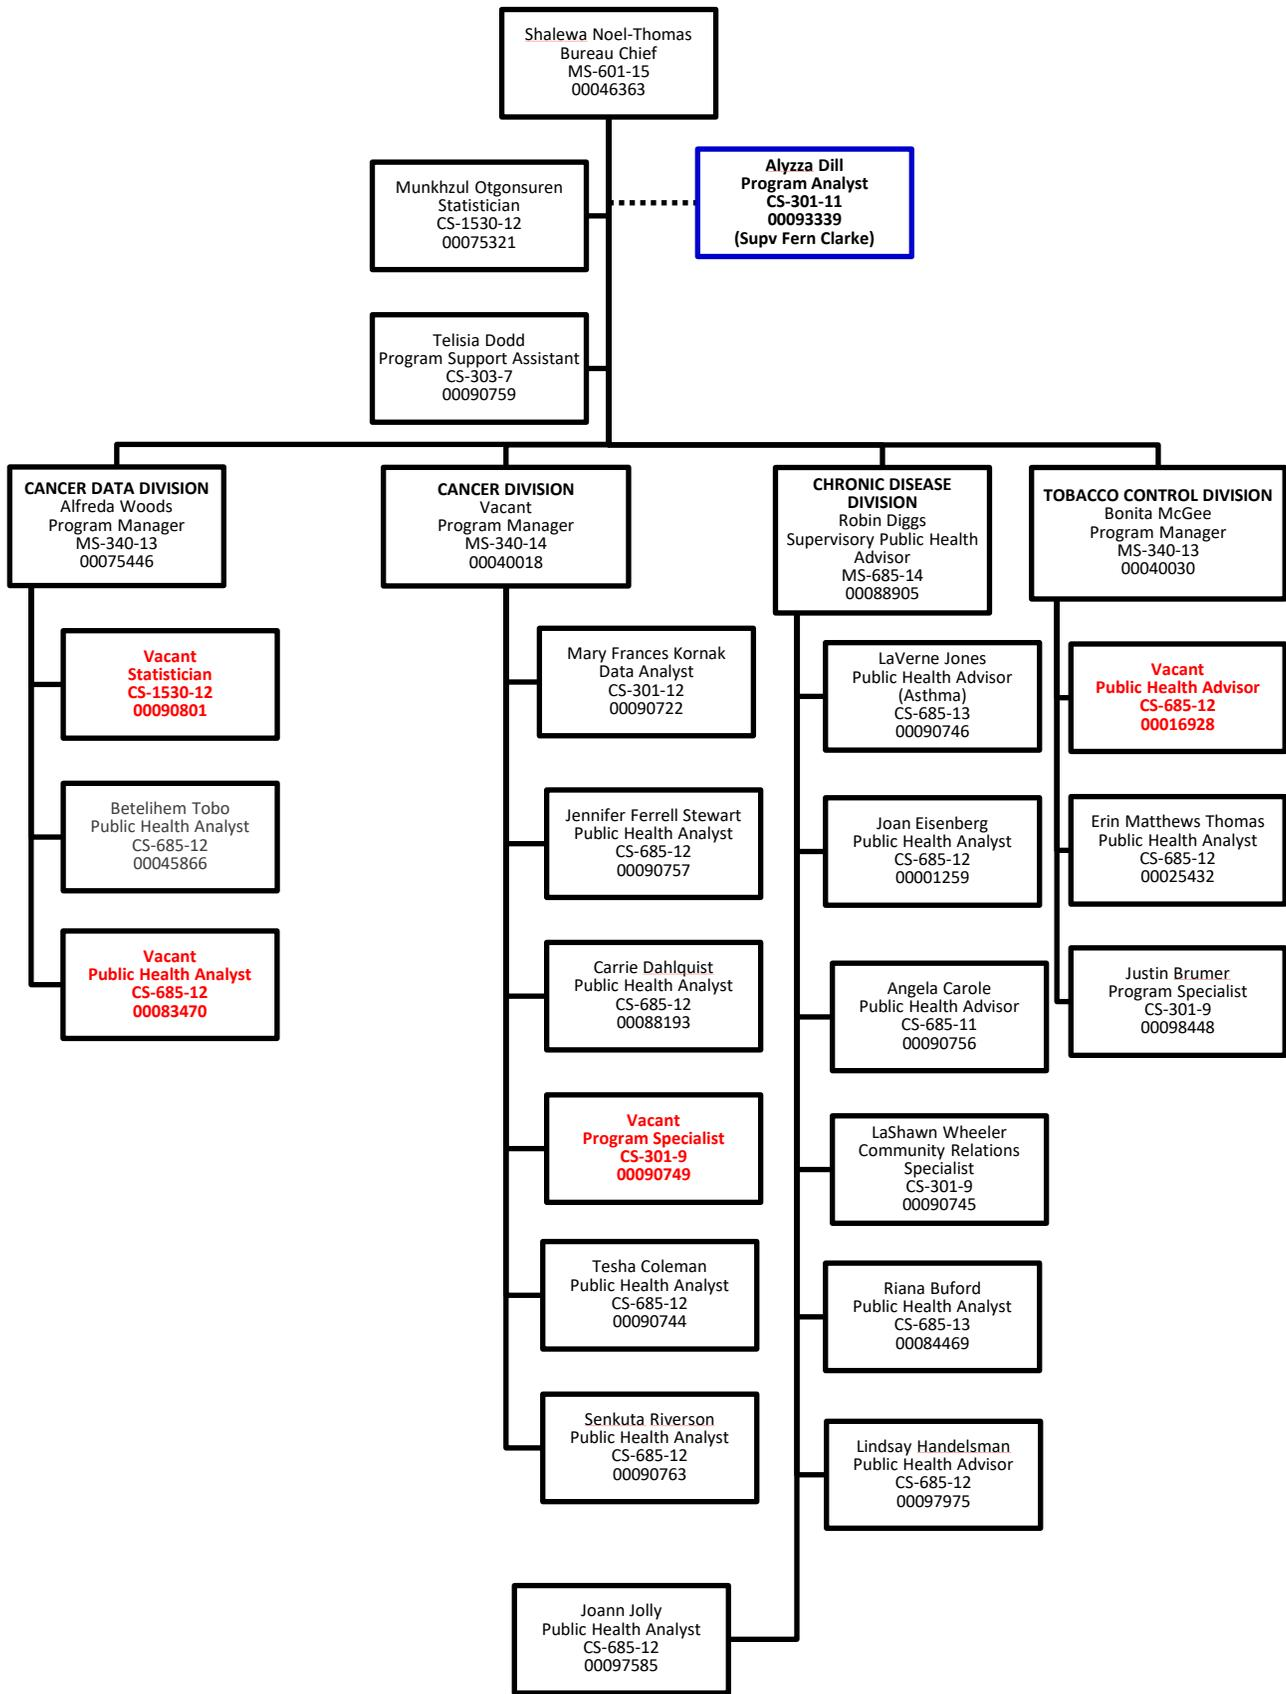 Shalewa Noel-Thomas
Bureau Chief
MS-601-15
00046363
Munkhzul Otgonsuren
Statistician
CS-1530-12
00075321
Alyzza Dill
Program Analyst
CS-301-11
00093339
(Supv Fern Clarke)
Telisia Dodd
Program Support Assistant
CS-303-7
00090759
CANCER DATA DIVISION
Alfreda Woods
Program Manager
MS-340-13
00075446
Vacant
Statistician
CS-1530-12
00090801
Betelihem Tobo
Public Health Analyst
CS-685-12
00045866
Vacant
Public Health Analyst
CS-685-12
00083470
CANCER DIVISION
Vacant
Program Manager
MS-340-14
00040018
Mary Frances Kornak
Data Analyst
CS-301-12
00090722
Jennifer Ferrell Stewart
Public Health Analyst
CS-685-12
00090757
Carrie Dahlquist
Public Health Analyst
CS-685-12
00088193
Vacant
Program Specialist
CS-301-9
00090749
Tesha Coleman
Public Health Analyst
CS-685-12
00090744
Senkuta Riverson
Public Health Analyst
CS-685-12
00090763
CHRONIC DISEASE
DIVISION
Robin Diggs
Supervisory Public Health
Advisor
MS-685-14
00088905
LaVerne Jones
Public Health Advisor
(Asthma)
CS-685-13
00090746
Joan Eisenberg
Public Health Analyst
CS-685-12
00001259
Angela Carole
Public Health Advisor
CS-685-11
00090756
LaShawn Wheeler
Community Relations
Specialist
CS-301-9
00090745
Riana Buford
Public Health Analyst
CS-685-13
00084469
Lindsay Handelsman
Public Health Advisor
CS-685-12
00097975
Joann Jolly
Public Health Analyst
CS-685-12
00097585
TOBACCO CONTROL DIVISION
Bonita McGee
Program Manager
MS-340-13
00040030
Vacant
Public Health Advisor
CS-685-12
00016928
Erin Matthews Thomas
Public Health Analyst
CS-685-12
00025432
Justin Brumer
Program Specialist
CS-301-9
00098448